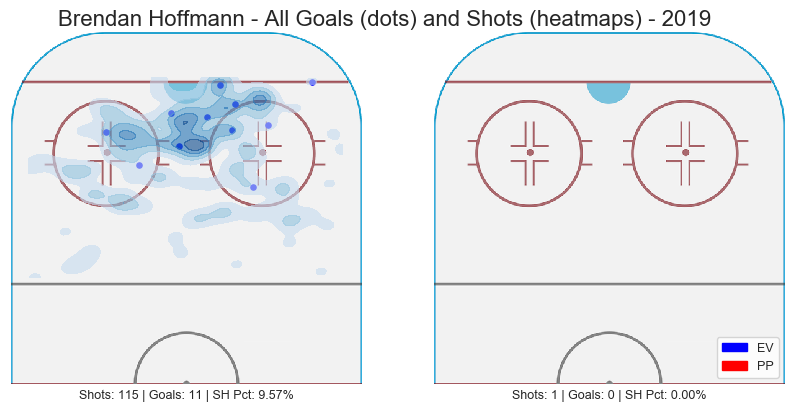 Brendan Hoffmann - All Goals (dots) and Shots (heatmaps) - 2019
EV
PP
Shots: 115 | Goals: 11 | SH Pct: 9.57%
Shots: 1 | Goals: 0 | SH Pct: 0.00%